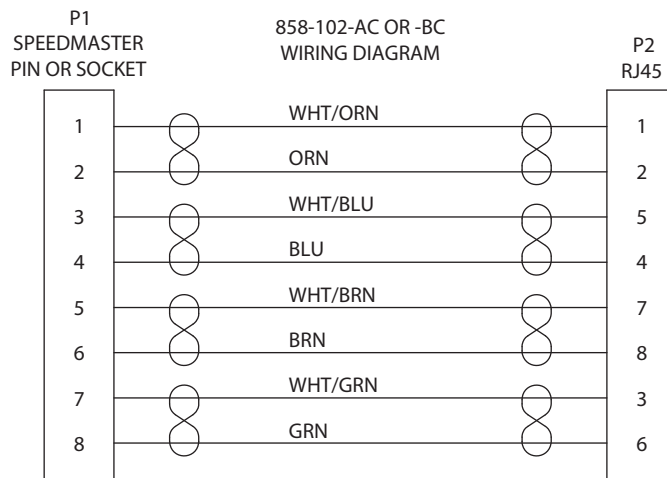 P1
SPEEDMASTER
PIN OR SOCKET
858-102-AC OR -BC
WIRING DIAGRAM
P2
RJ45
1 WHT/ORN 1
2 ORN 2
3 WHT/BLU 5
4 BLU 4
5 WHT/BRN 7
6 BRN 8
7 WHT/GRN 3
8 GRN 6